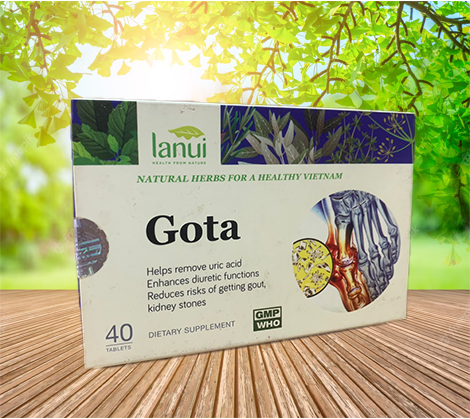 lanui
HEALTH FROM NATURE
NATURAL HERBS FOR A HEALTHY VIETNAM
Gota
Helps remove uric acid
Enhances diuretic functions
Reduces risks of getting gout,
kidney stones
GMP
WHO
40
TABLETS
DIETARY SUPPLEMENT